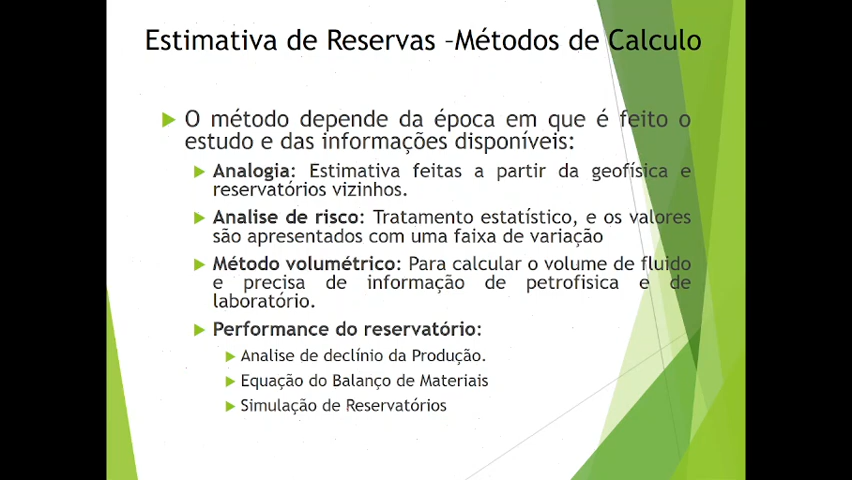 Estimativa de Reservas –Métodos de Calculo
O método depende da época em que é feito o
estudo e das informações disponíveis:
Analogia: Estimativa feitas a partir da geofísica e
reservatórios vizinhos.
Analise de risco: Tratamento estatístico, e os valores
são apresentados com uma faixa de variação
Método volumétrico: Para calcular o volume de fluido
e precisa de informação de petrofisica e de
laboratório.
Performance do reservatório:
Analise de declínio da Produção.
Equação do Balanço de Materiais
Simulação de Reservatórios